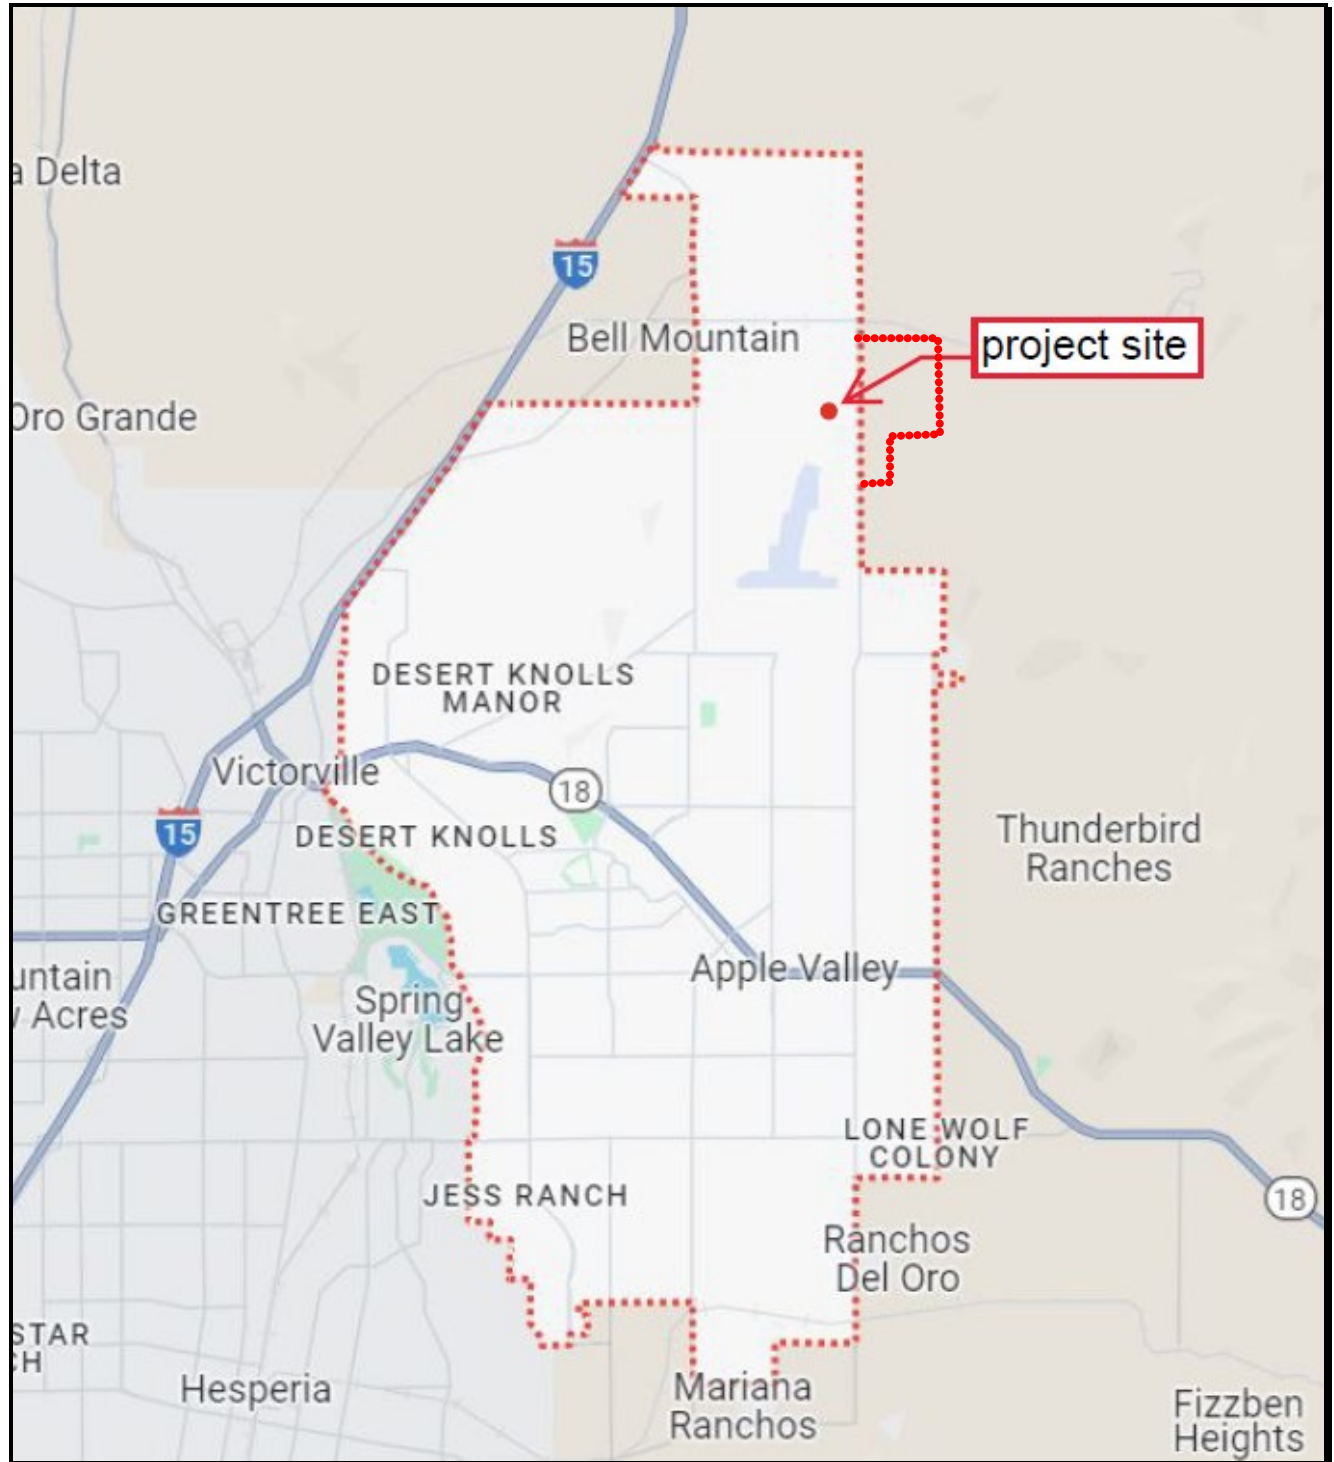 a Delta
15
Bell Mountain
project site
Oro Grande
DESERT KNOLLS
MANOR
Victorville
18
15
DESERT KNOLLS
Thunderbird
Ranches
GREENTREE EAST
Apple Valley
untain
Acres
Spring
Valley Lake
LONE WOLF
COLONY
JESS RANCH
18
Ranchos
Del Oro
STAR
CH
Hesperia
Mariana
Ranchos
Fizzben
Heights